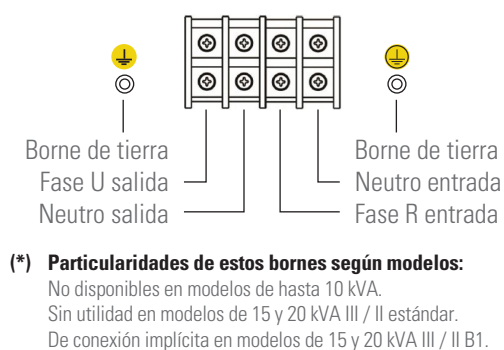 Borne de tierra
Fase U salida
Neutro salida
Borne de tierra
Neutro entrada
Fase R entrada
(*) Particularidades de estos bornes según modelos:
No disponibles en modelos de hasta 10 kVA.
Sin utilidad en modelos de 15 y 20 kVA III / II estándar.
De conexión implícita en modelos de 15 y 20 kVA III / II B1.